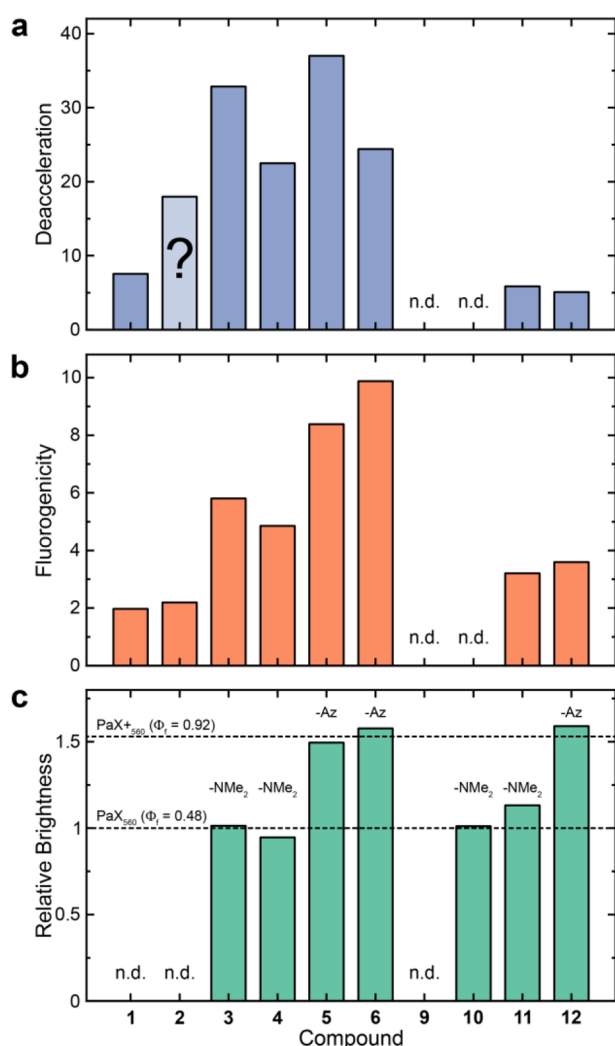 a
Deacceleration
40
30
20
10
0
?
n.d. n.d.
b
Fluorogenicity
10
8
6
4
2
0
n.d. n.d.
c
Relative Brightness
1.5
1
0.5
0
PaX+₅₆₀ (Φf = 0.92)
-Az -Az -Az
-NMe₂ -NMe₂ -NMe₂ -NMe₂
PaX₅₆₀ (Φf = 0.48)
n.d. n.d. n.d.
1 2 3 4 5 6 9 10 11 12
Compound